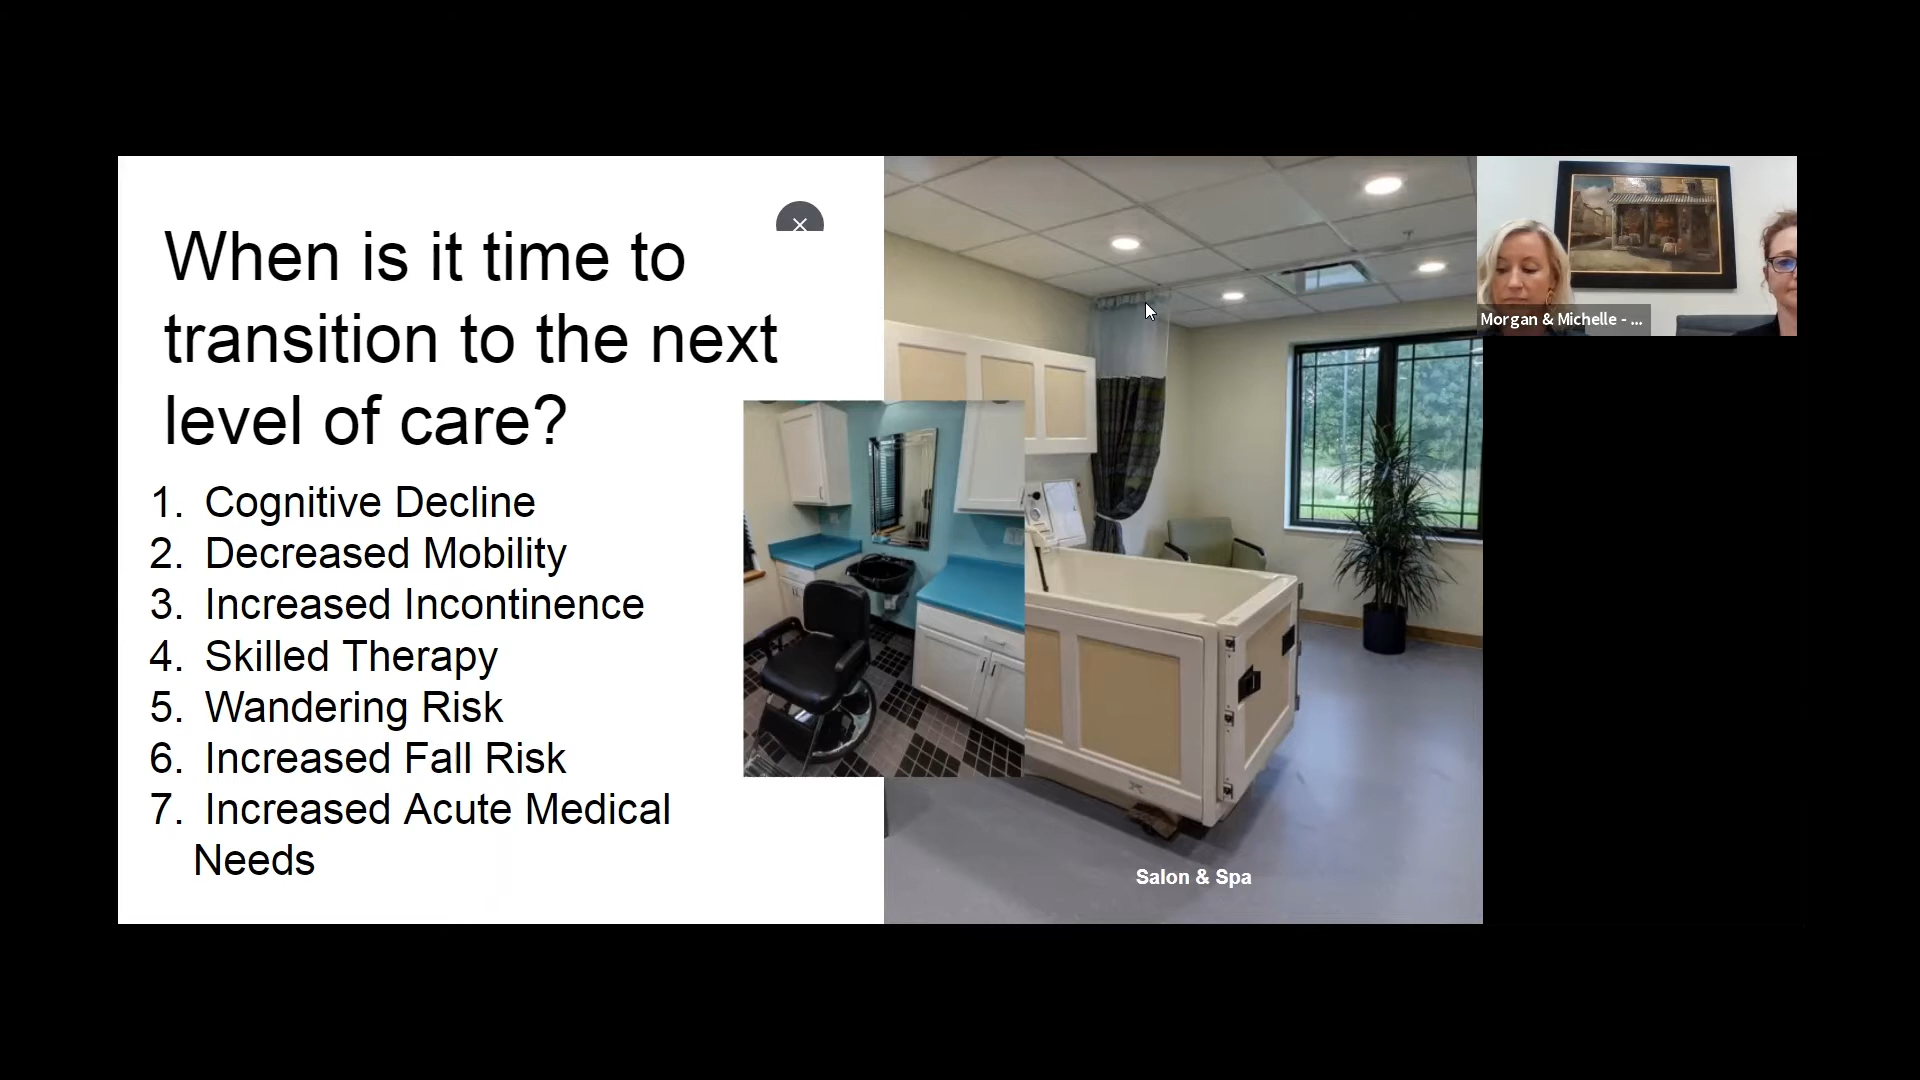 When is it time to
transition to the next
level of care?
1. Cognitive Decline
2. Decreased Mobility
3. Increased Incontinence
4. Skilled Therapy
5. Wandering Risk
6. Increased Fall Risk
7. Increased Acute Medical
Needs
Salon & Spa
Morgan & Michelle - ...